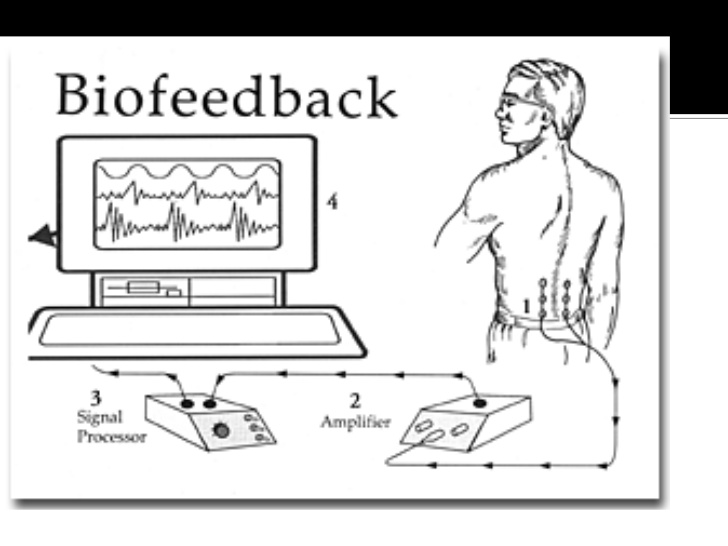 Biofeedback
4
1
3
Signal
Processor
2
Amplifier